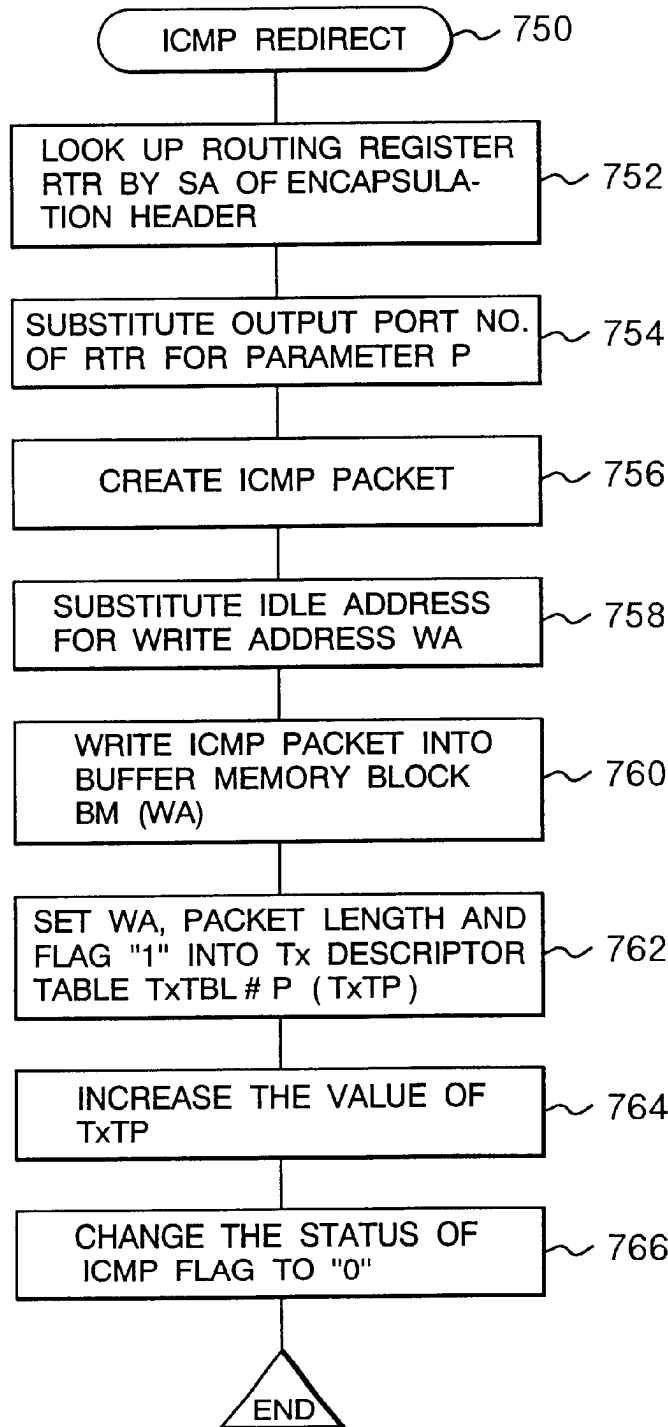 ICMP REDIRECT
750
LOOK UP ROUTING REGISTER
RTR BY SA OF ENCAPSULA-
TION HEADER
752
SUBSTITUTE OUTPUT PORT NO.
OF RTR FOR PARAMETER P
754
CREATE ICMP PACKET
756
SUBSTITUTE IDLE ADDRESS
FOR WRITE ADDRESS WA
758
WRITE ICMP PACKET INTO
BUFFER MEMORY BLOCK
BM (WA)
760
SET WA, PACKET LENGTH AND
FLAG "1" INTO Tx DESCRIPTOR
TABLE TxTBL # P ( TxTP )
762
INCREASE THE VALUE OF
TxTP
764
CHANGE THE STATUS OF
ICMP FLAG TO "0"
766
END